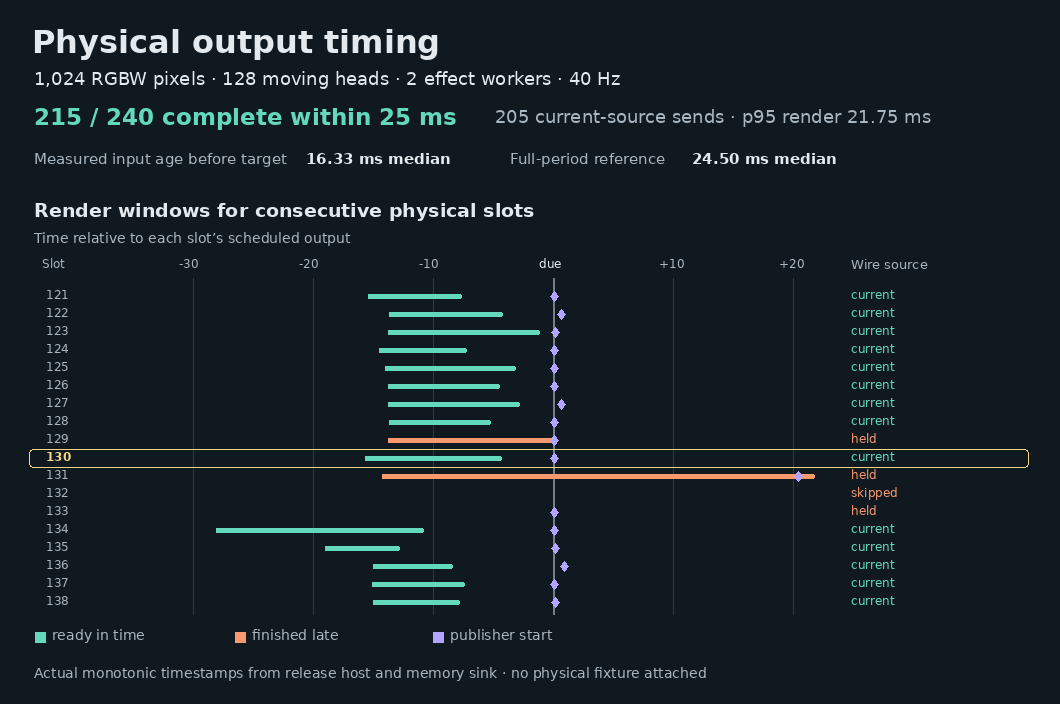 Physical output timing
1,024 RGBW pixels · 128 moving heads · 2 effect workers · 40 Hz
215 / 240 complete within 25 ms 205 current-source sends · p95 render 21.75 ms
Measured input age before target 16.33 ms median Full-period reference 24.50 ms median
Render windows for consecutive physical slots
Time relative to each slot’s scheduled output
Slot -30 -20 -10 due +10 +20 Wire source
121 current
122 current
123 current
124 current
125 current
126 current
127 current
128 current
129 held
130 current
131 held
132 skipped
133 held
134 current
135 current
136 current
137 current
138 current
ready in time finished late publisher start
Actual monotonic timestamps from release host and memory sink · no physical fixture attached